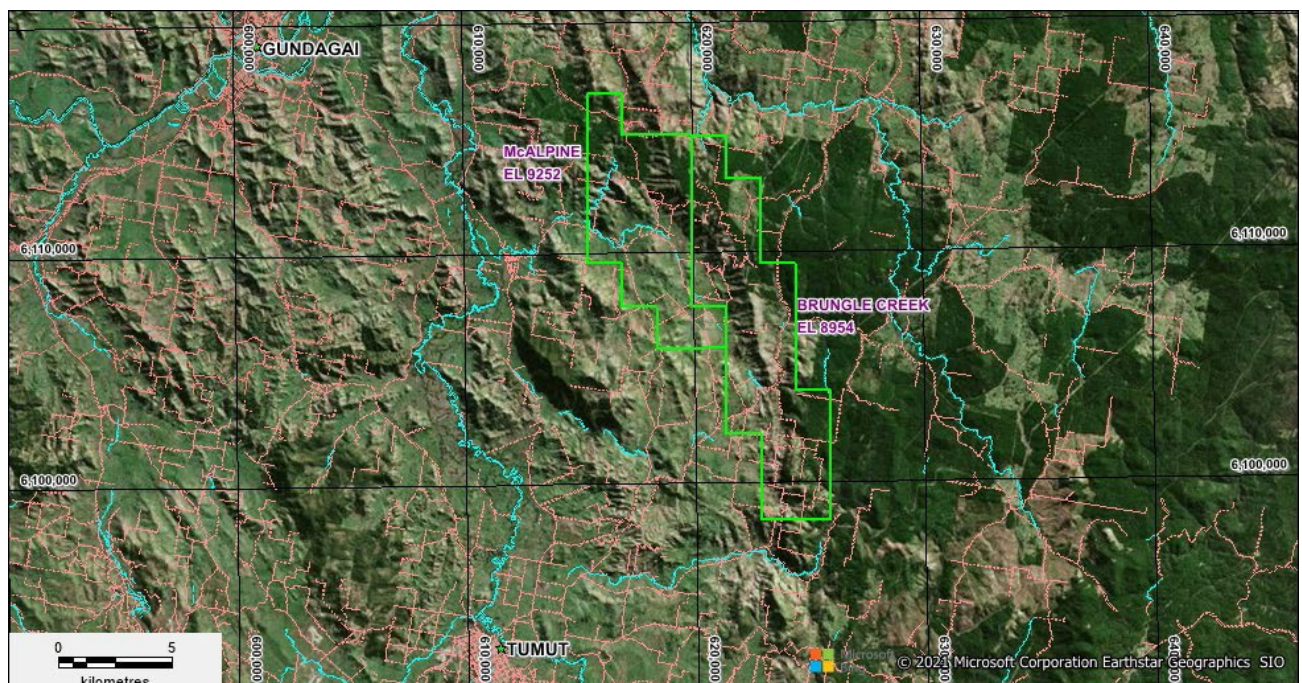 600,000
610,000
620,000
630,000
640,000
GUNDAGAI
McALPINE
EL 9252
6,110,000
6,110,000
BRUNGLE CREEK
EL 8954
6,100,000
6,100,000
TUMUT
600,000
610,000
620,000
640,000
0 5
kilometres
Microsoft
© 2021 Microsoft Corporation Earthstar Geographics SIO